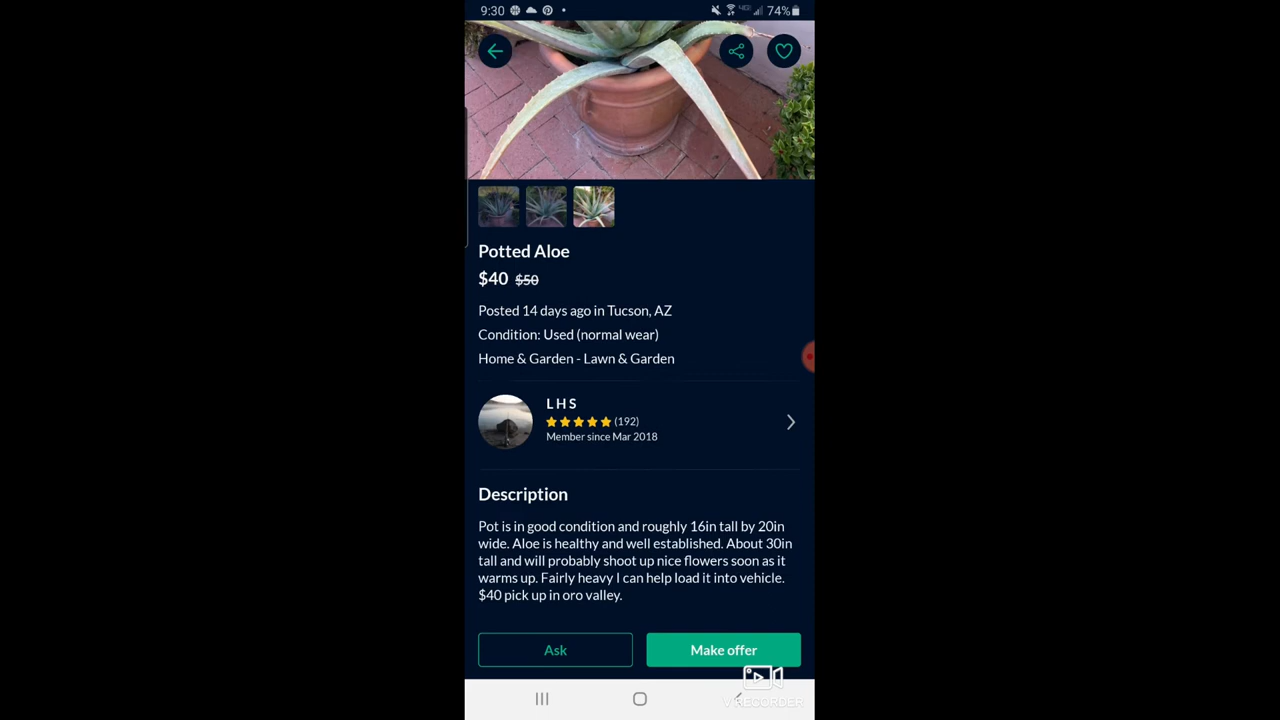 9:30
74%
Potted Aloe
$40 $50
Posted 14 days ago in Tucson, AZ
Condition: Used (normal wear)
Home & Garden - Lawn & Garden
L H S
(192)
Member since Mar 2018
Description
Pot is in good condition and roughly 16in tall by 20in
wide. Aloe is healthy and well established. About 30in
tall and will probably shoot up nice flowers soon as it
warms up. Fairly heavy I can help load it into vehicle.
$40 pick up in oro valley.
Ask
Make offer
V RECORDER